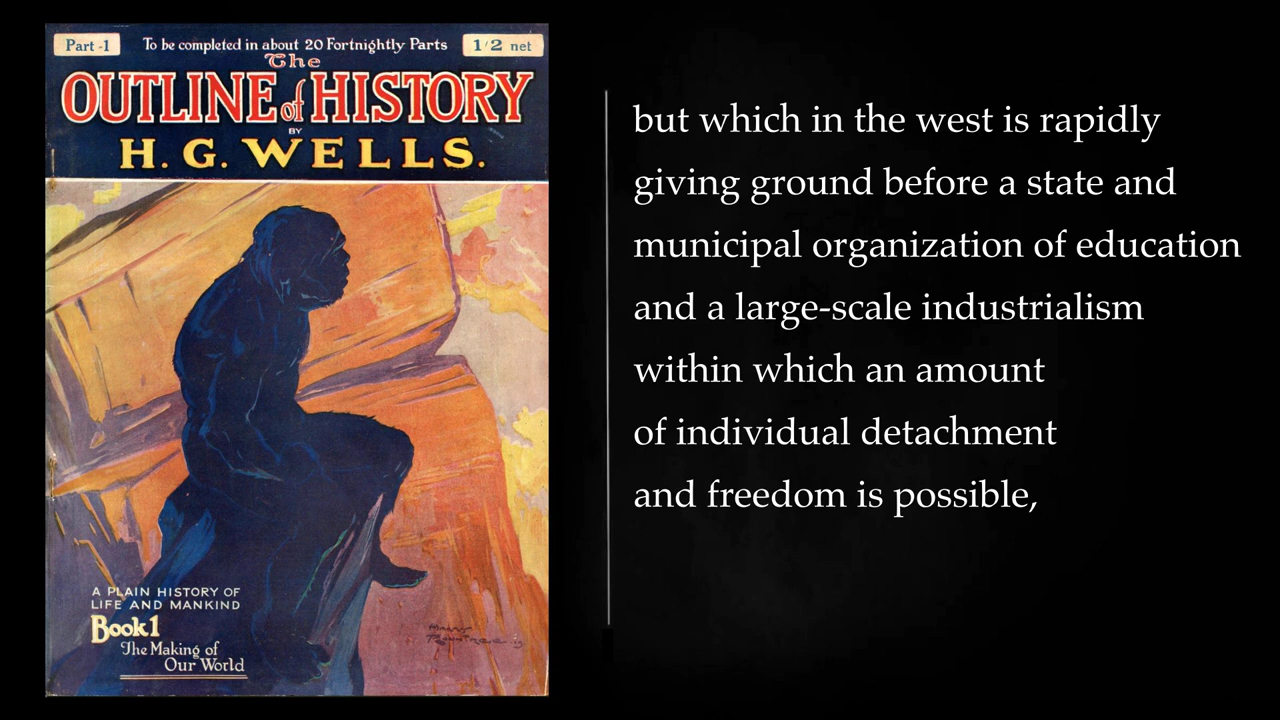 Part -1
To be completed in about 20 Fortnightly Parts
1/2 net
The
OUTLINE of HISTORY
BY
H. G. WELLS.
A PLAIN HISTORY OF
LIFE AND MANKIND
Book 1
The Making of
Our World
but which in the west is rapidly
giving ground before a state and
municipal organization of education
and a large-scale industrialism
within which an amount
of individual detachment
and freedom is possible,